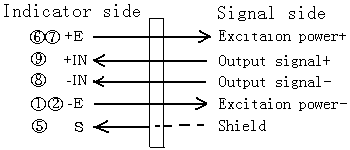 Indicator side Signal side
⑥⑦ +E Excitaion power+
⑨ +IN Output signal+
⑧ -IN Output signal-
①② -E Excitaion power-
⑤ S Shield